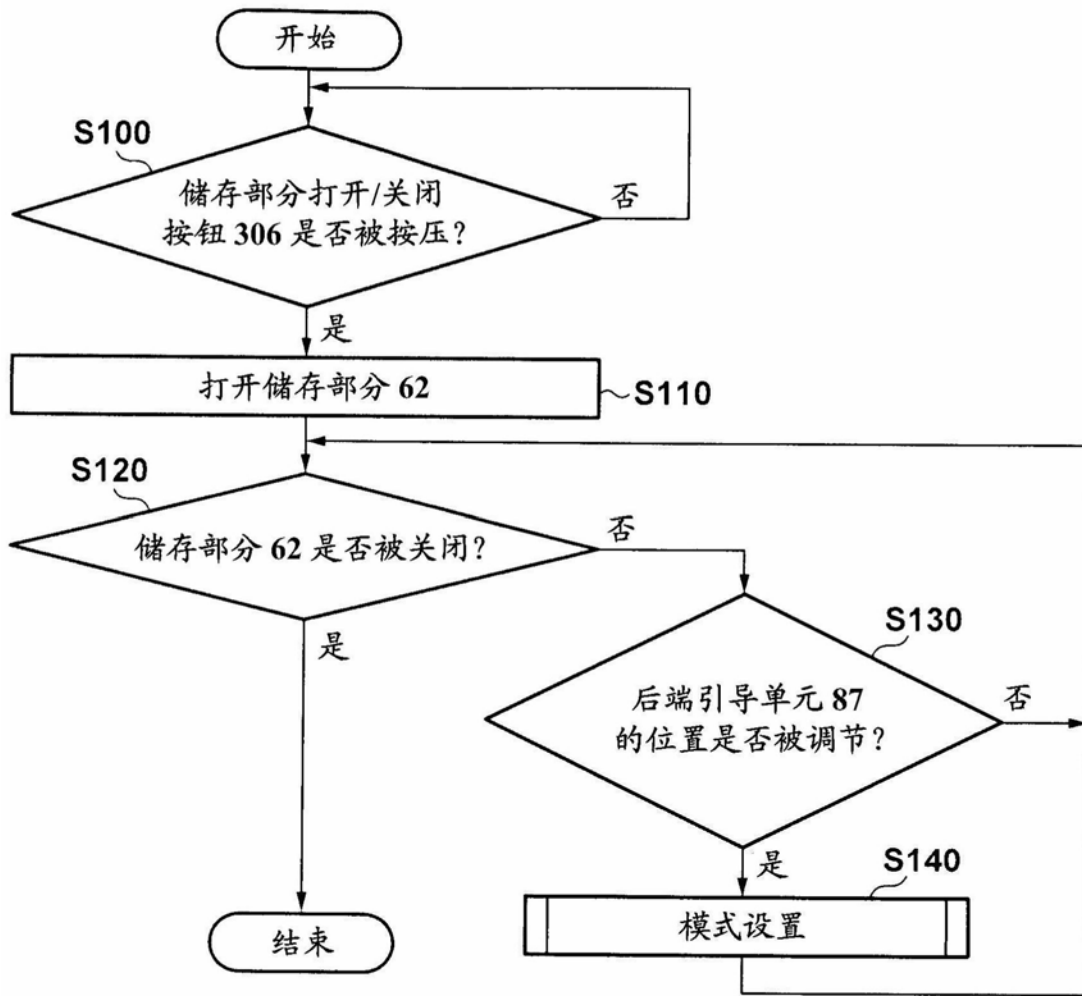 开始
S100
储存部分打开/关闭
按钮 306 是否被按压?
否
是
打开储存部分 62
S110
S120
储存部分 62 是否被关闭?
否
是
S130
后端引导单元 87
的位置是否被调节?
否
是
S140
模式设置
结束